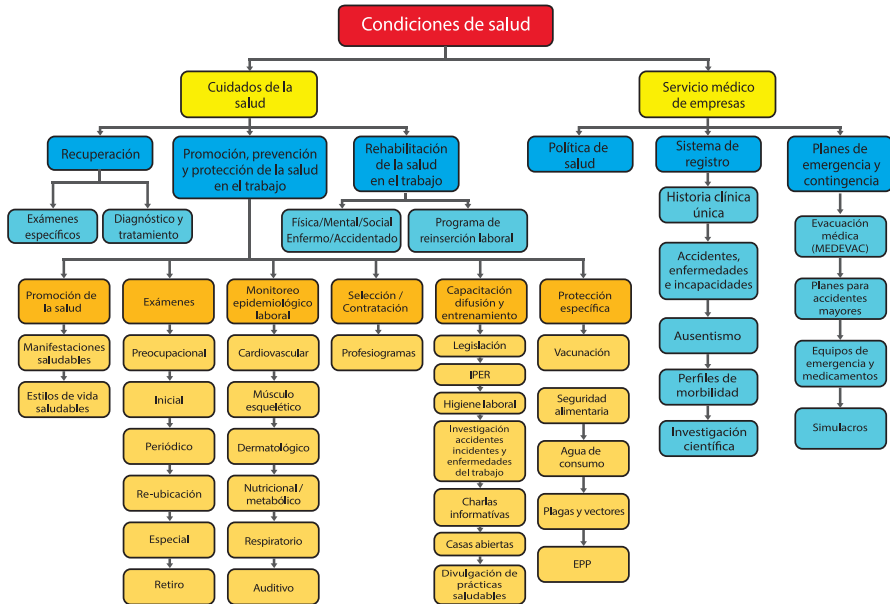 Condiciones de salud
Cuidados de la
salud
Servicio médico
de empresas
Recuperación
Promoción, prevención
y protección de la salud
en el trabajo
Rehabilitación
de la salud
en el trabajo
Política de
de salud
Sistema de
registro
Planes de
emergencia y
contingencia
Exámenes
específicos
Diagnóstico y
tratamiento
Física/Mental/Social
Enfermo/Accidentado
Programa de
reinserción laboral
Historia clínica
única
Accidentes,
enfermedades
e incapacidades
Ausentismo
Perfiles de
morbilidad
Investigación
científica
Evacuación
médica
(MEDEVAC)
Planes para
accidentes
mayores
Equipos de
emergencia y
medicamentos
Simulacros
Promoción de
la salud
Manifestaciones
saludables
Estilos de vida
saludables
Exámenes
Preocupacional
Inicial
Periódico
Re-ubicación
Especial
Retiro
Monitoreo
epidemiológico
laboral
Cardiovascular
Músculo
esquelético
Dermatológico
Nutricional /
metabólico
Respiratorio
Auditivo
Selección /
Contratación
Profesiogramas
Capacitación
difusión y
entrenamiento
Legislación
IPER
Higiene laboral
Investigación
accidentes
incidentes y
enfermedades
del trabajo
Charlas
informatívas
Casas abiertas
Divulgación de
prácticas
saludables
Protección
específica
Vacunación
Seguridad
alimentaria
Agua de
consumo
Plagas y vectores
EPP